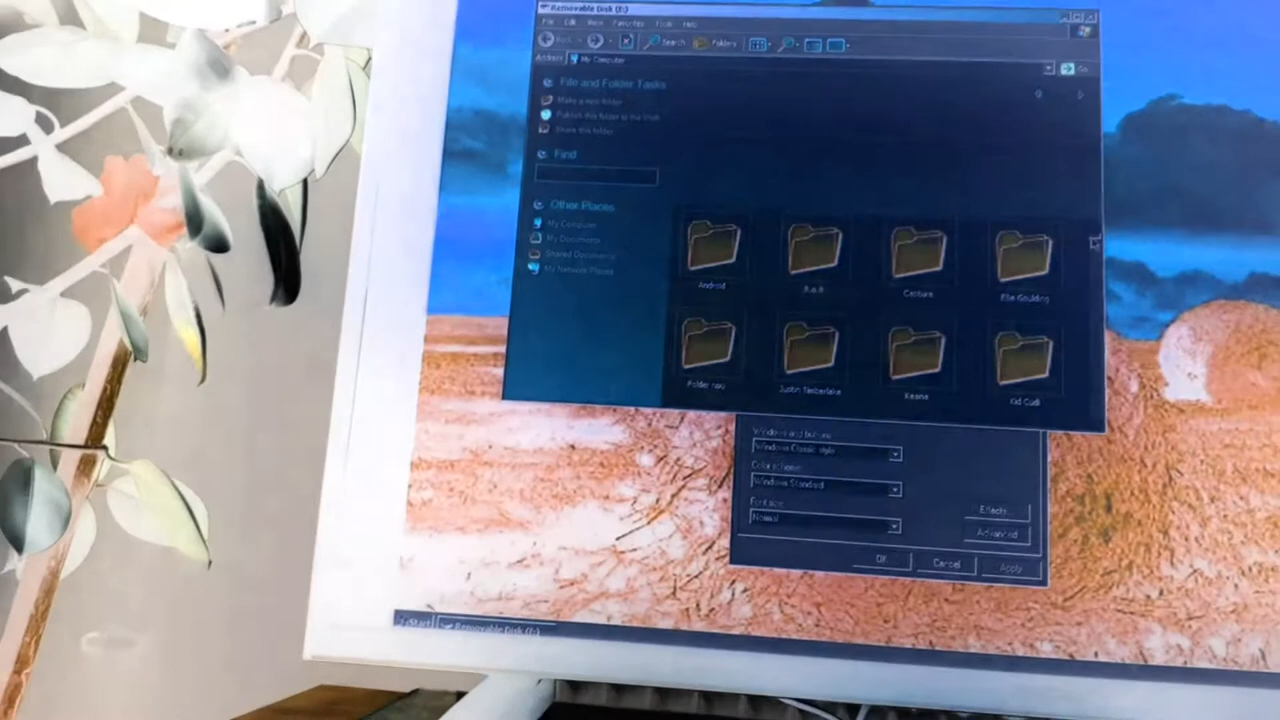 Removable Disk (E:)
File Edit View Favorites Tools Help
Back Search Folders
Address My Computer Go
File and Folder Tasks
Make a new folder
Publish this folder to the Web
Share this folder
Find
Other Places
My Computer
My Documents
Shared Documents
My Network Places
Android Capture Ellie Goulding
Folder nou Justin Timberlake Keane Kid Cudi
Windows and buttons:
Windows Classic style
Color scheme:
Windows Standard
Font size:
Normal
Effects...
Advanced
OK Cancel Apply
Start Removable Disk (E:)